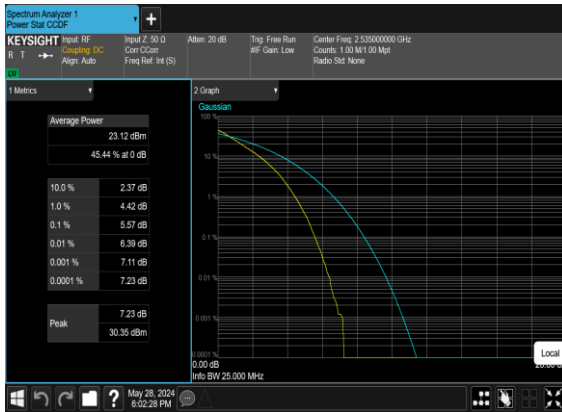 Spectrum Analyzer 1
Power Stat CCDF
+
KEYSIGHT
R T
LXI
Input: RF
Coupling: DC
Align: Auto
Input Z: 50 Ω
Corr CCorr
Freq Ref: Int (S)
Atten: 20 dB
Trig: Free Run
#IF Gain: Low
Center Freq: 2.535000000 GHz
Counts: 1.00 M/1.00 Mpt
Radio Std: None
1 Metrics
Average Power
23.12 dBm
45.44 % at 0 dB
10.0 % 2.37 dB
1.0 % 4.42 dB
0.1 % 5.57 dB
0.01 % 6.39 dB
0.001 % 7.11 dB
0.0001 % 7.23 dB
Peak
7.23 dB
30.35 dBm
2 Graph
Gaussian
100 %
10 %
1 %
0.1 %
0.01 %
0.001 %
0.0001 %
0.00 dB
Info BW 25.000 MHz
Local
?
May 28, 2024
6:02:28 PM